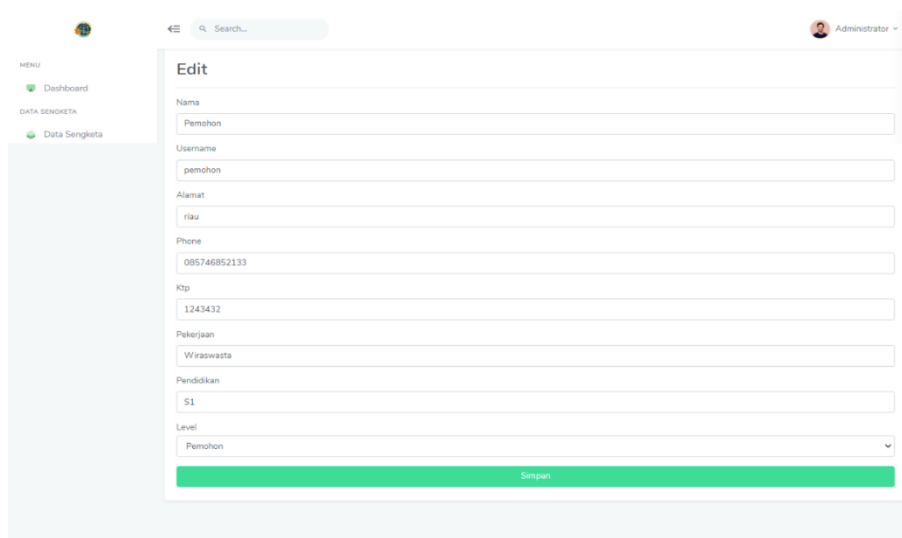 Search...
Administrator
MENU
Dashboard
DATA SENGKETA
Data Sengketa
Edit
Nama
Pemohon
Username
pemohon
Alamat
riau
Phone
085746852133
Ktp
1243432
Pekerjaan
Wiraswasta
Pendidikan
S1
Level
Pemohon
Simpan